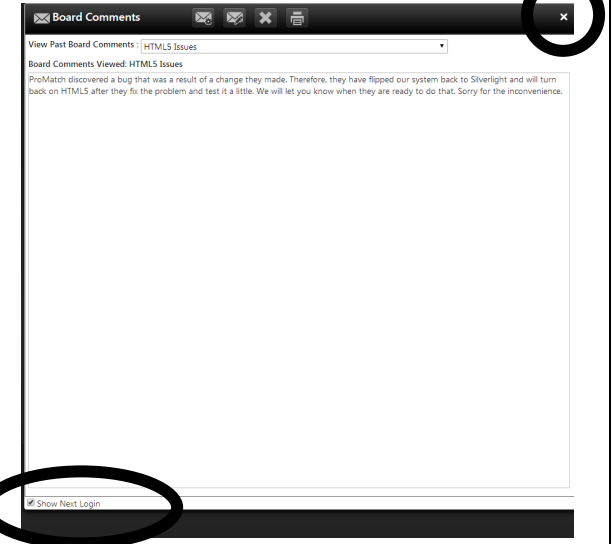 Board Comments
View Past Board Comments : HTML5 Issues
Board Comments Viewed: HTML5 Issues
ProMatch discovered a bug that was a result of a change they made. Therefore, they have flipped our system back to Silverlight and will turn
back on HTML5 after they fix the problem and test it a little. We will let you know when they are ready to do that. Sorry for the inconvenience.
Show Next Login